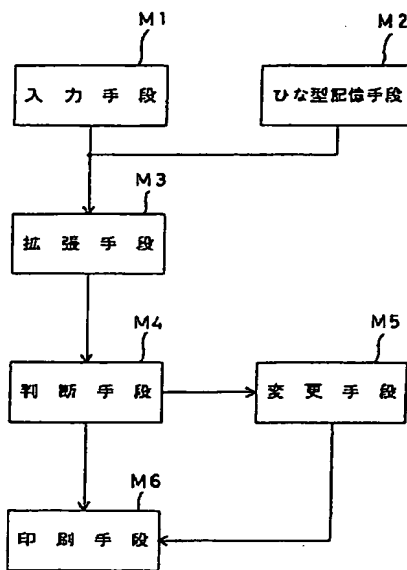 M1
M2
入力手段
ひな型記憶手段
M3
拡張手段
M4
M5
判断手段
変更手段
M6
印刷手段